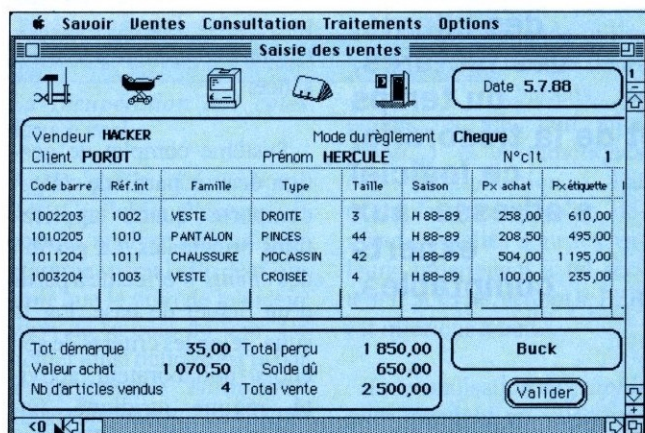 Savoir Ventes Consultation Traitements Options
Saisie des ventes
Date 5.7.88
1
Vendeur HACKER Mode du règlement Cheque
Client POROT Prénom HERCULE N°clt 1
Code barre Réf.int Famille Type Taille Saison Px achat Px étiquette
1002203 1002 VESTE DROITE 3 H 88-89 258,00 610,00
1010205 1010 PANTALON PINCES 44 H 88-89 208,50 495,00
1011204 1011 CHAUSSURE MOCASSIN 42 H 88-89 504,00 1 195,00
1003204 1003 VESTE CROISEE 4 H 88-89 100,00 235,00
Tot. démarque 35,00 Total perçu 1 850,00 Buck
Valeur achat 1 070,50 Solde dû 650,00
Nb d'articles vendus 4 Total vente 2 500,00 Valider
<0